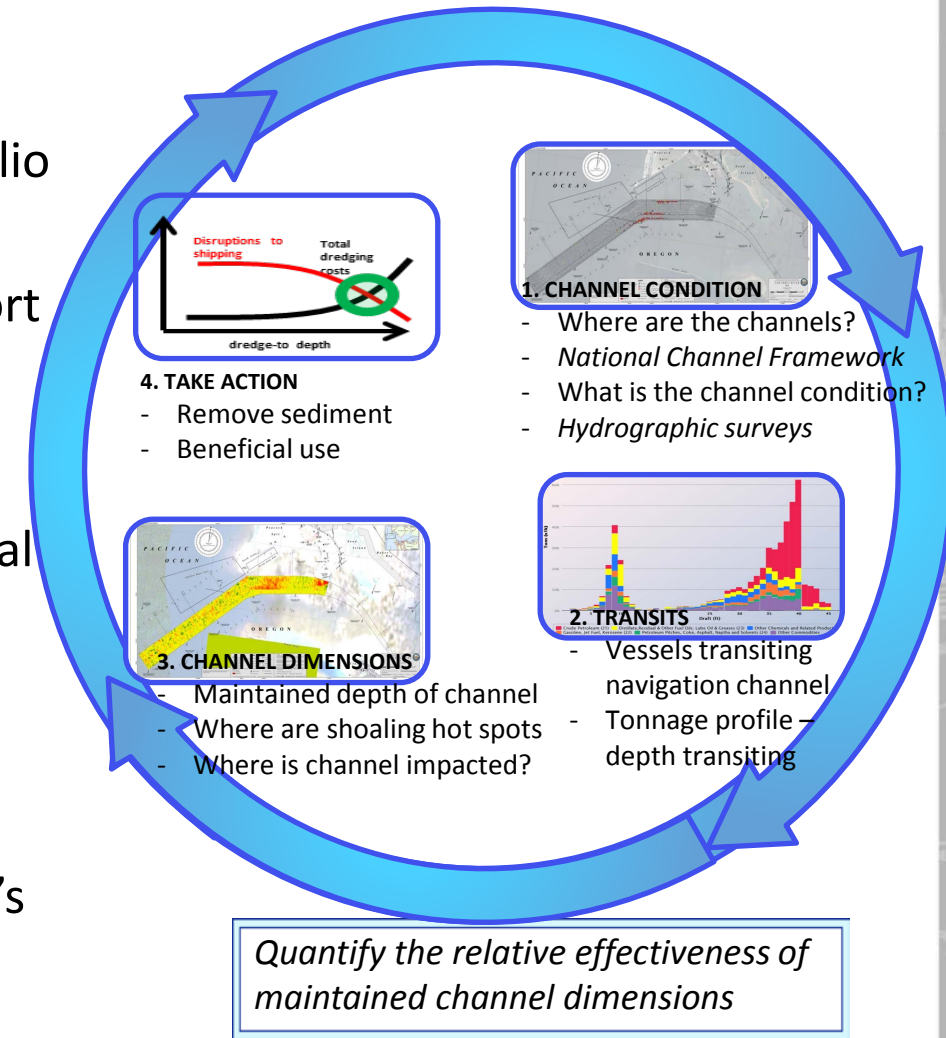 lio
ort
al
’s
PACIFIC
OCEAN
OREGON
1. CHANNEL CONDITION
- Where are the channels?
- National Channel Framework
- What is the channel condition?
- Hydrographic surveys
Draft (ft)
2. TRANSITS
- Vessels transiting
navigation channel
- Tonnage profile –
depth transiting
PACIFIC
OCEAN
OREGON
3. CHANNEL DIMENSIONS
- Maintained depth of channel
- Where are shoaling hot spots
- Where is channel impacted?
Disruptions to
shipping
Total
dredging
costs
dredge-to depth
4. TAKE ACTION
- Remove sediment
- Beneficial use
Quantify the relative effectiveness of
maintained channel dimensions